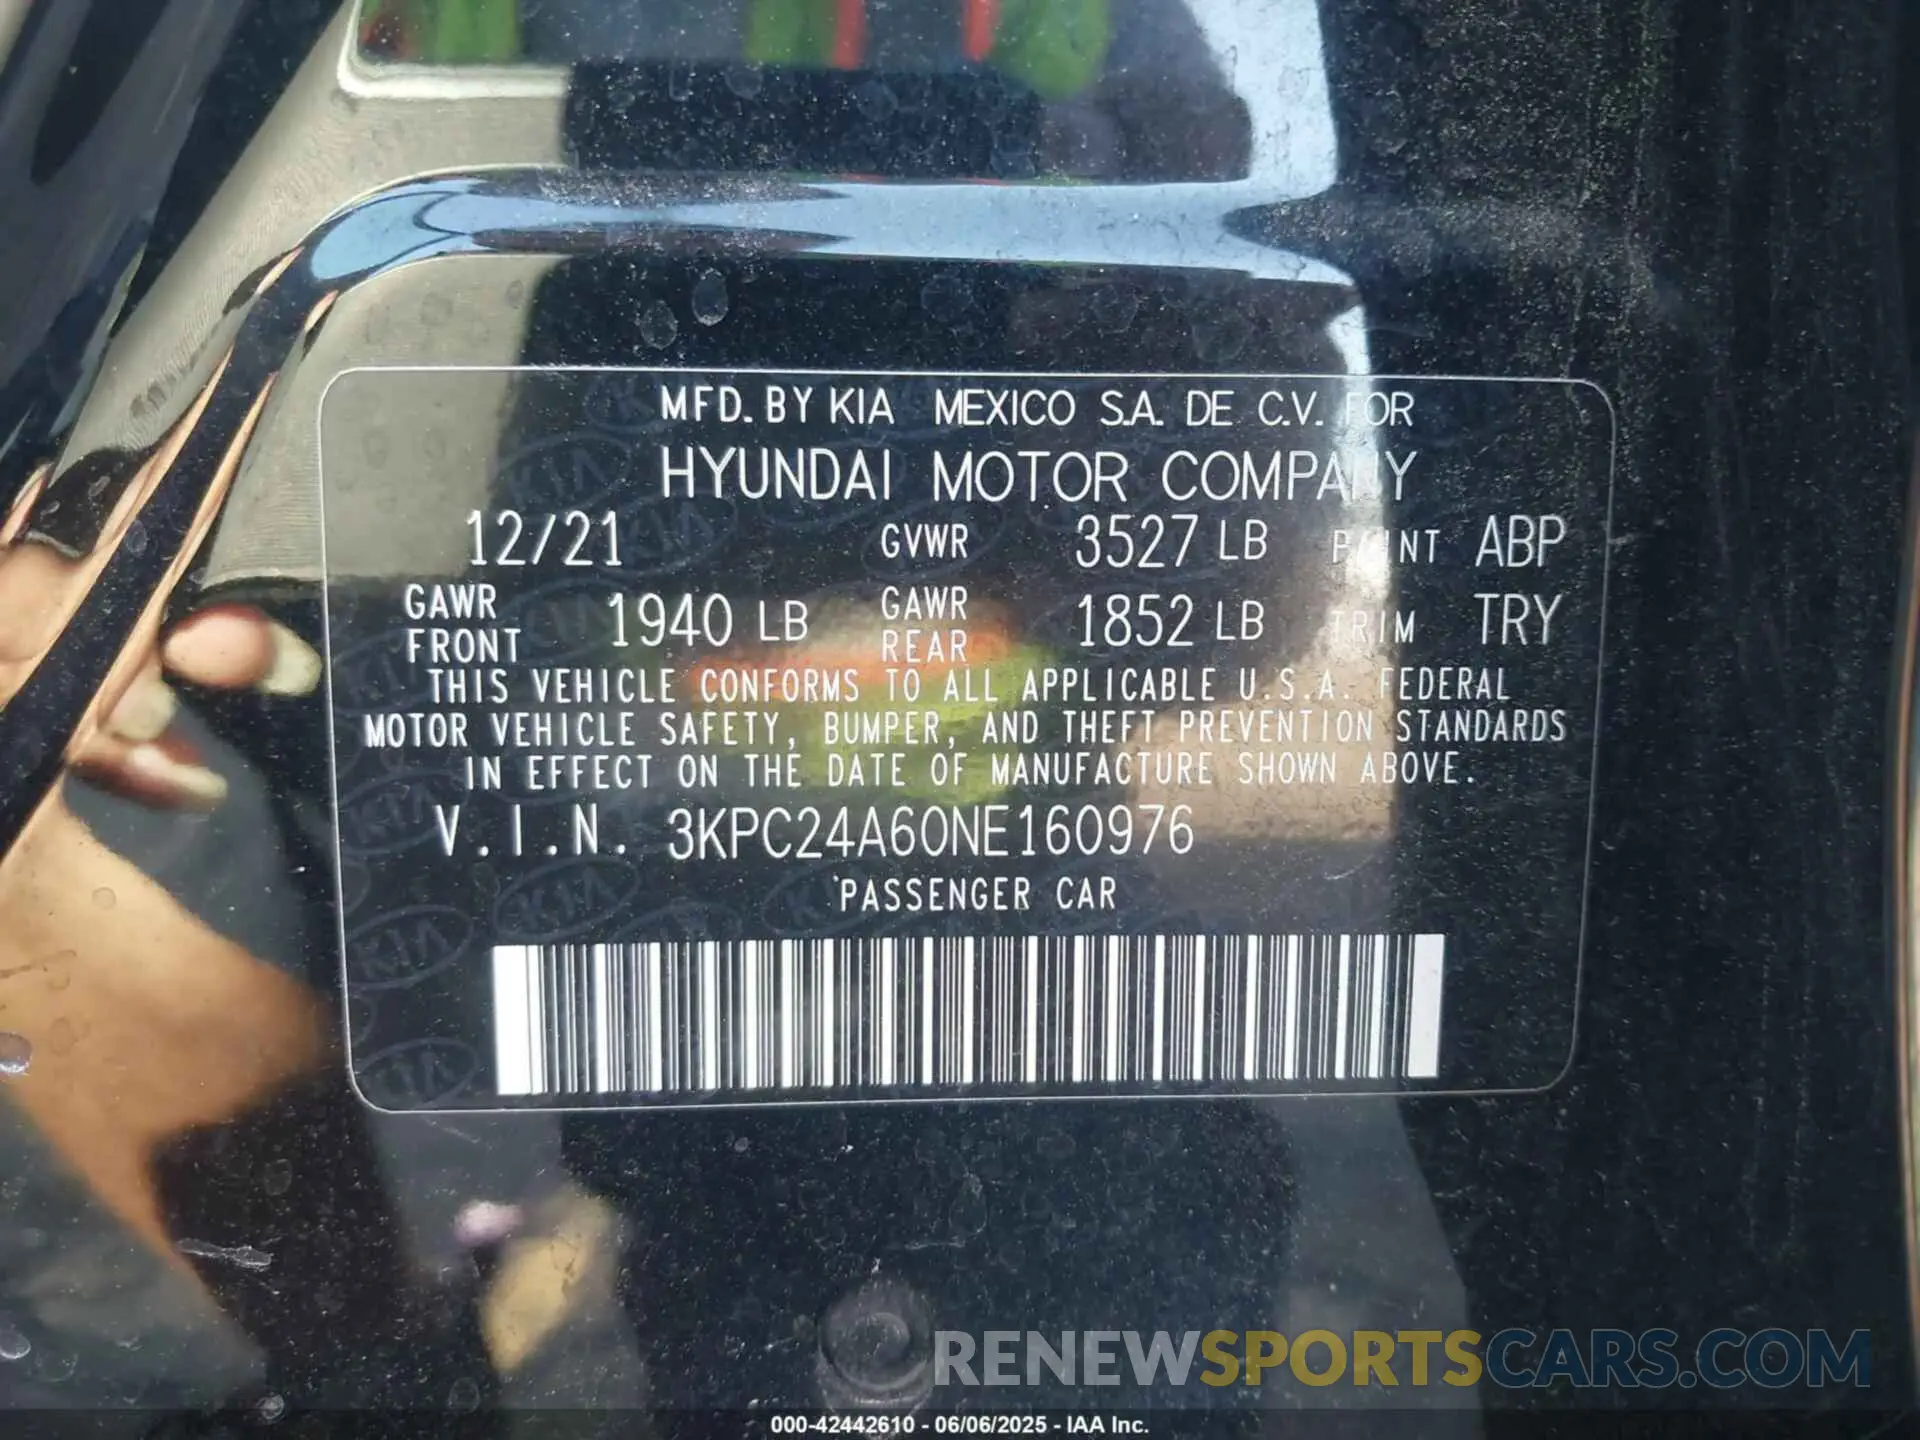 MFD. BY KIA MEXICO S.A. DE C.V. FOR
HYUNDAI MOTOR COMPANY
12/21 GVWR 3527 LB PAINT ABP
GAWR FRONT 1940 LB GAWR REAR 1852 LB TRIM TRY
THIS VEHICLE CONFORMS TO ALL APPLICABLE U.S.A. FEDERAL
MOTOR VEHICLE SAFETY, BUMPER, AND THEFT PREVENTION STANDARDS
IN EFFECT ON THE DATE OF MANUFACTURE SHOWN ABOVE.
V.I.N. 3KPC24A60NE160976
PASSENGER CAR
RENEWSPORTSCARS.COM
000-42442610 - 06/06/2025 - IAA Inc.